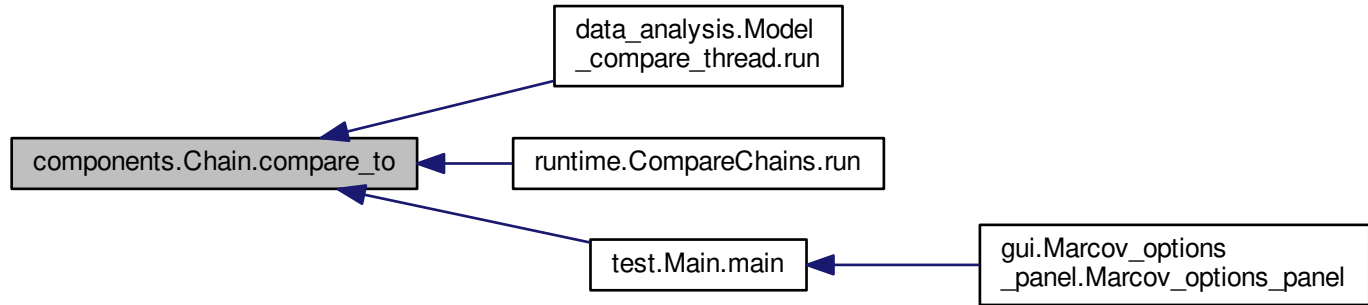 data_analysis.Model
_compare_thread.run
components.Chain.compare_to
runtime.CompareChains.run
test.Main.main
gui.Marcov_options
_panel.Marcov_options_panel